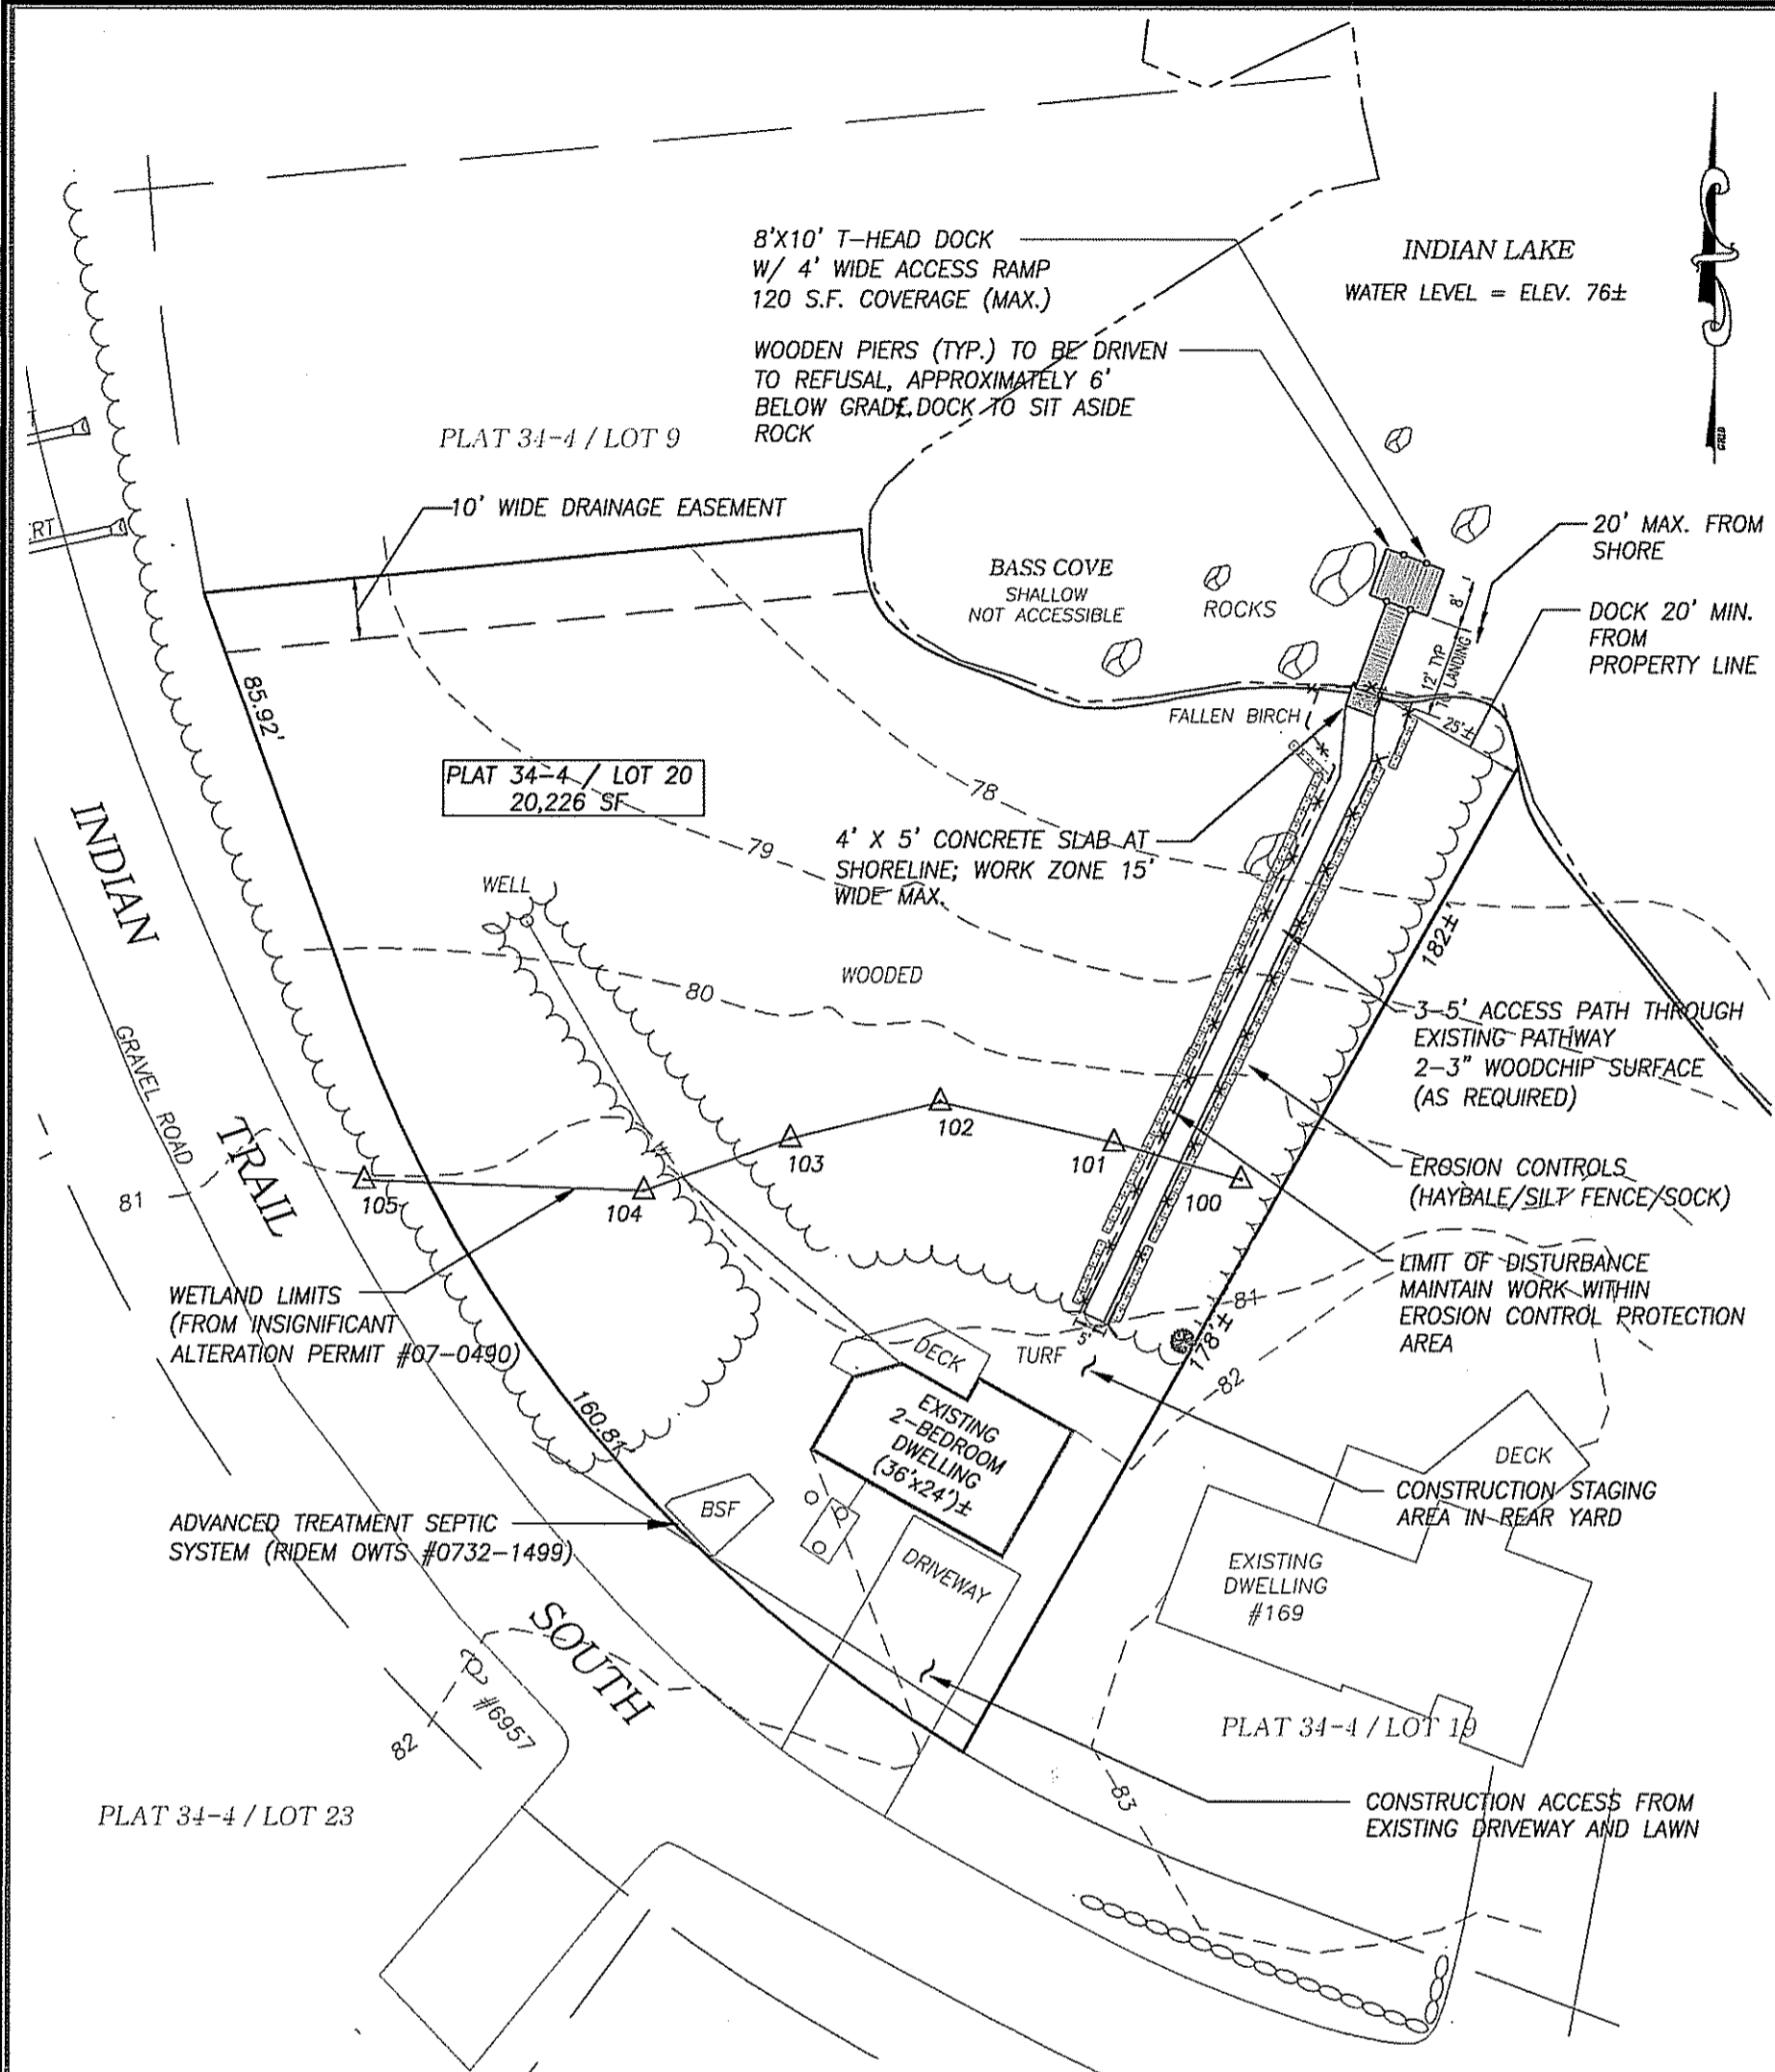 8'X10' T-HEAD DOCK
W/ 4' WIDE ACCESS RAMP
120 S.F. COVERAGE (MAX.)
INDIAN LAKE
WATER LEVEL = ELEV. 76±
GRID
WOODEN PIERS (TYP.) TO BE DRIVEN
TO REFUSAL, APPROXIMATELY 6'
BELOW GRADE. DOCK TO SIT ASIDE
ROCK
PLAT 34-4 / LOT 9
10' WIDE DRAINAGE EASEMENT
RT
20' MAX. FROM
SHORE
BASS COVE
SHALLOW
NOT ACCESSIBLE
ROCKS
8'
12' TYP
LANDING
DOCK 20' MIN.
FROM
PROPERTY LINE
85.92'
FALLEN BIRCH
25'±
PLAT 34-4 / LOT 20
20,226 SF
78
79
4' X 5' CONCRETE SLAB AT
SHORELINE; WORK ZONE 15'
WIDE MAX.
INDIAN
WELL
182±'
WOODED
80
3-5' ACCESS PATH THROUGH
EXISTING PATHWAY
2-3" WOODCHIP SURFACE
(AS REQUIRED)
GRAVEL ROAD
TRAIL
102
103
101
100
105
104
81
EROSION CONTROLS
(HAYBALE/SILT FENCE/SOCK)
WETLAND LIMITS
(FROM INSIGNIFICANT
ALTERATION PERMIT #07-0490)
LIMIT OF DISTURBANCE
MAINTAIN WORK WITHIN
EROSION CONTROL PROTECTION
AREA
81
5'
178'±
82
DECK
TURF
160.81'
EXISTING
2-BEDROOM
DWELLING
(36'x24')±
DECK
CONSTRUCTION STAGING
AREA IN REAR YARD
BSF
ADVANCED TREATMENT SEPTIC
SYSTEM (RIDEM OWTS #0732-1499)
DRIVEWAY
EXISTING
DWELLING
#169
SOUTH
#6957
82
PLAT 34-4 / LOT 19
83
PLAT 34-4 / LOT 23
CONSTRUCTION ACCESS FROM
EXISTING DRIVEWAY AND LAWN